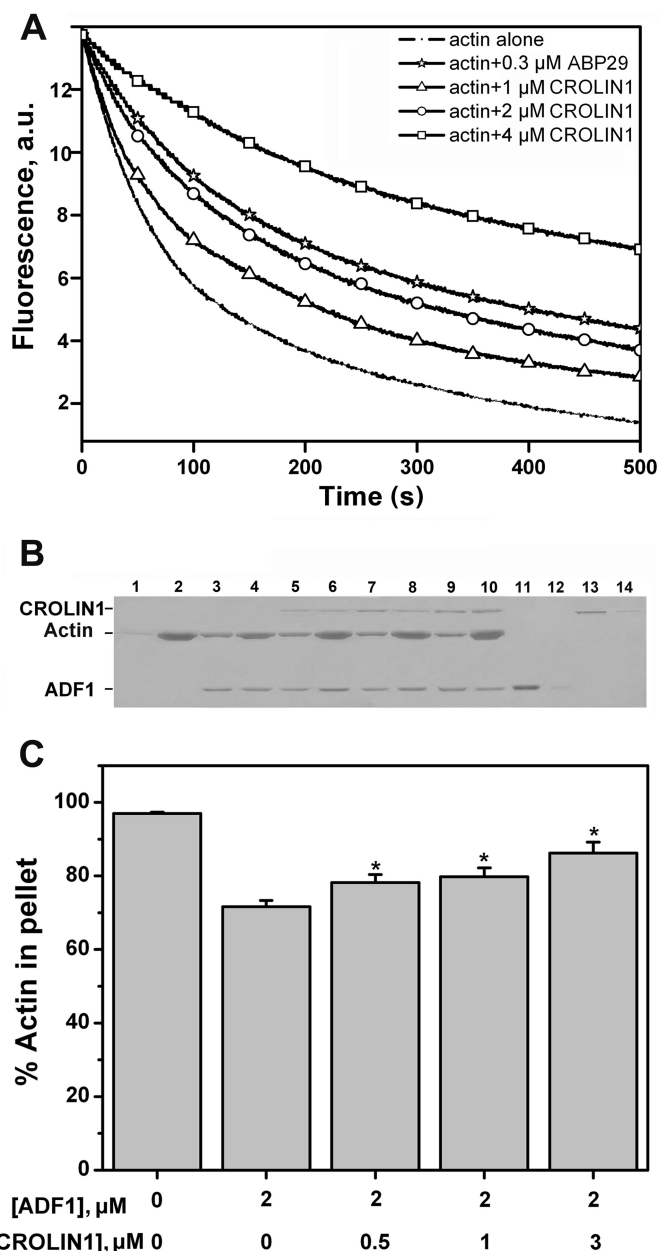 A
Fluorescence, a.u.
12
10
8
6
4
2
actin alone
actin+0.3 μM ABP29
actin+1 μM CROLIN1
actin+2 μM CROLIN1
actin+4 μM CROLIN1
0 100 200 300 400 500
Time (s)
B
1 2 3 4 5 6 7 8 9 10 11 12 13 14
CROLIN1
Actin
ADF1
C
% Actin in pellet
100
80
60
40
20
0
* * *
[ADF1], μM 0 2 2 2 2
CROLIN1], μM 0 0 0.5 1 3